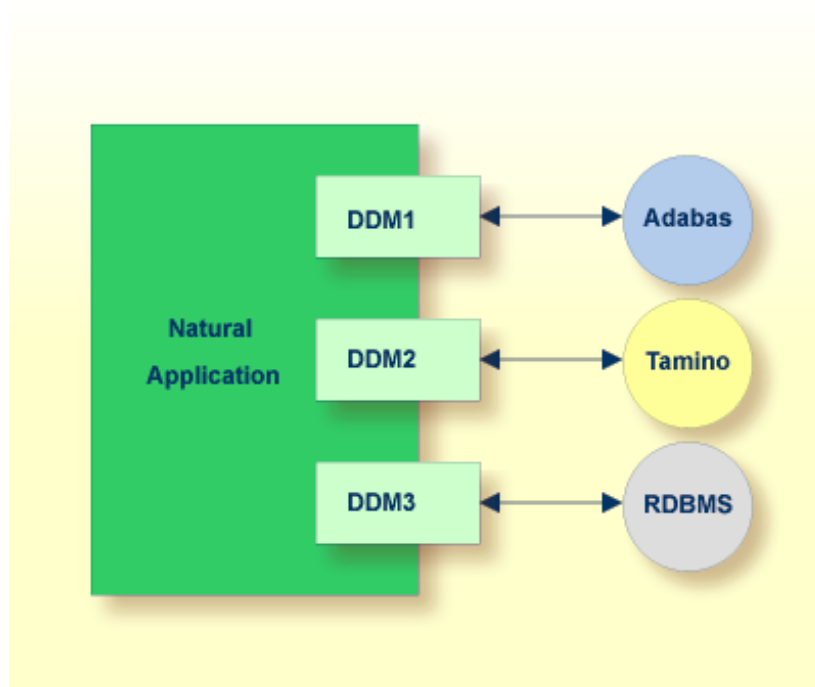 DDM1
Adabas
Natural
Application
DDM2
Tamino
DDM3
RDBMS